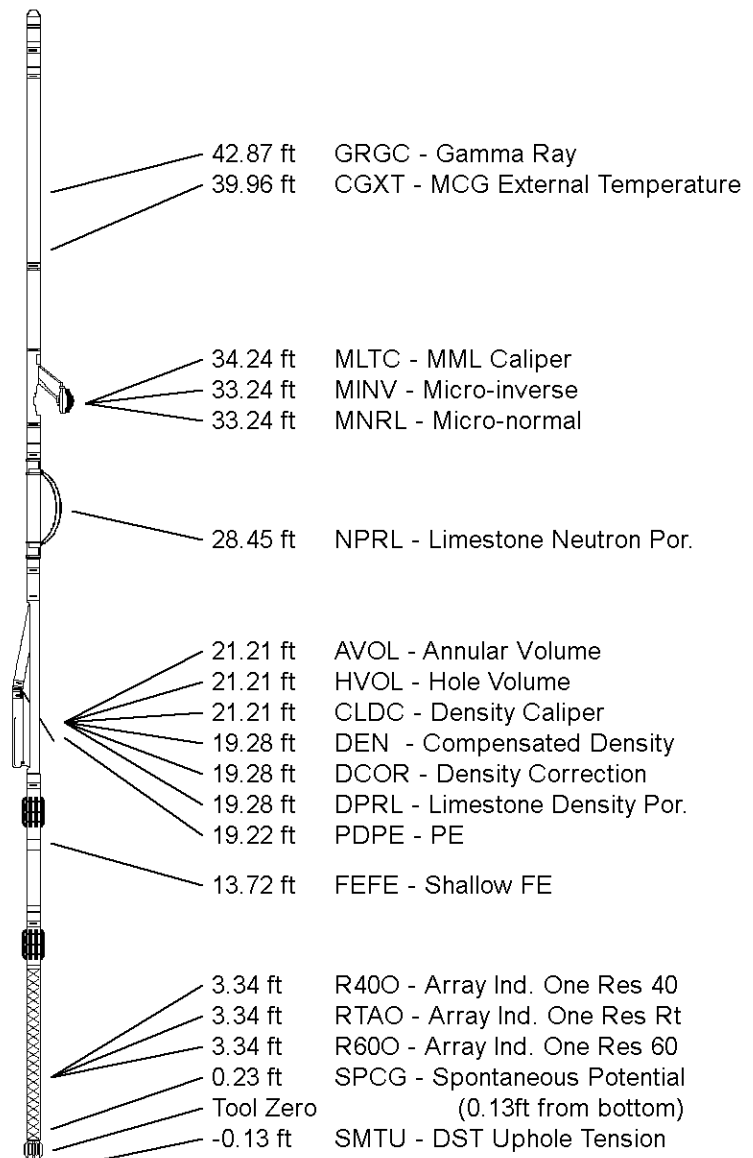 42.87 ft GRGC - Gamma Ray
39.96 ft CGXT - MCG External Temperature
34.24 ft MLTC - MML Caliper
33.24 ft MINV - Micro-inverse
33.24 ft MNRL - Micro-normal
28.45 ft NPRL - Limestone Neutron Por.
21.21 ft AVOL - Annular Volume
21.21 ft HVOL - Hole Volume
21.21 ft CLDC - Density Caliper
19.28 ft DEN - Compensated Density
19.28 ft DCOR - Density Correction
19.28 ft DPRL - Limestone Density Por.
19.22 ft PDPE - PE
13.72 ft FEFE - Shallow FE
3.34 ft R40O - Array Ind. One Res 40
3.34 ft RTAO - Array Ind. One Res Rt
3.34 ft R60O - Array Ind. One Res 60
0.23 ft SPCG - Spontaneous Potential
Tool Zero (0.13ft from bottom)
-0.13 ft SMTU - DST Uphole Tension